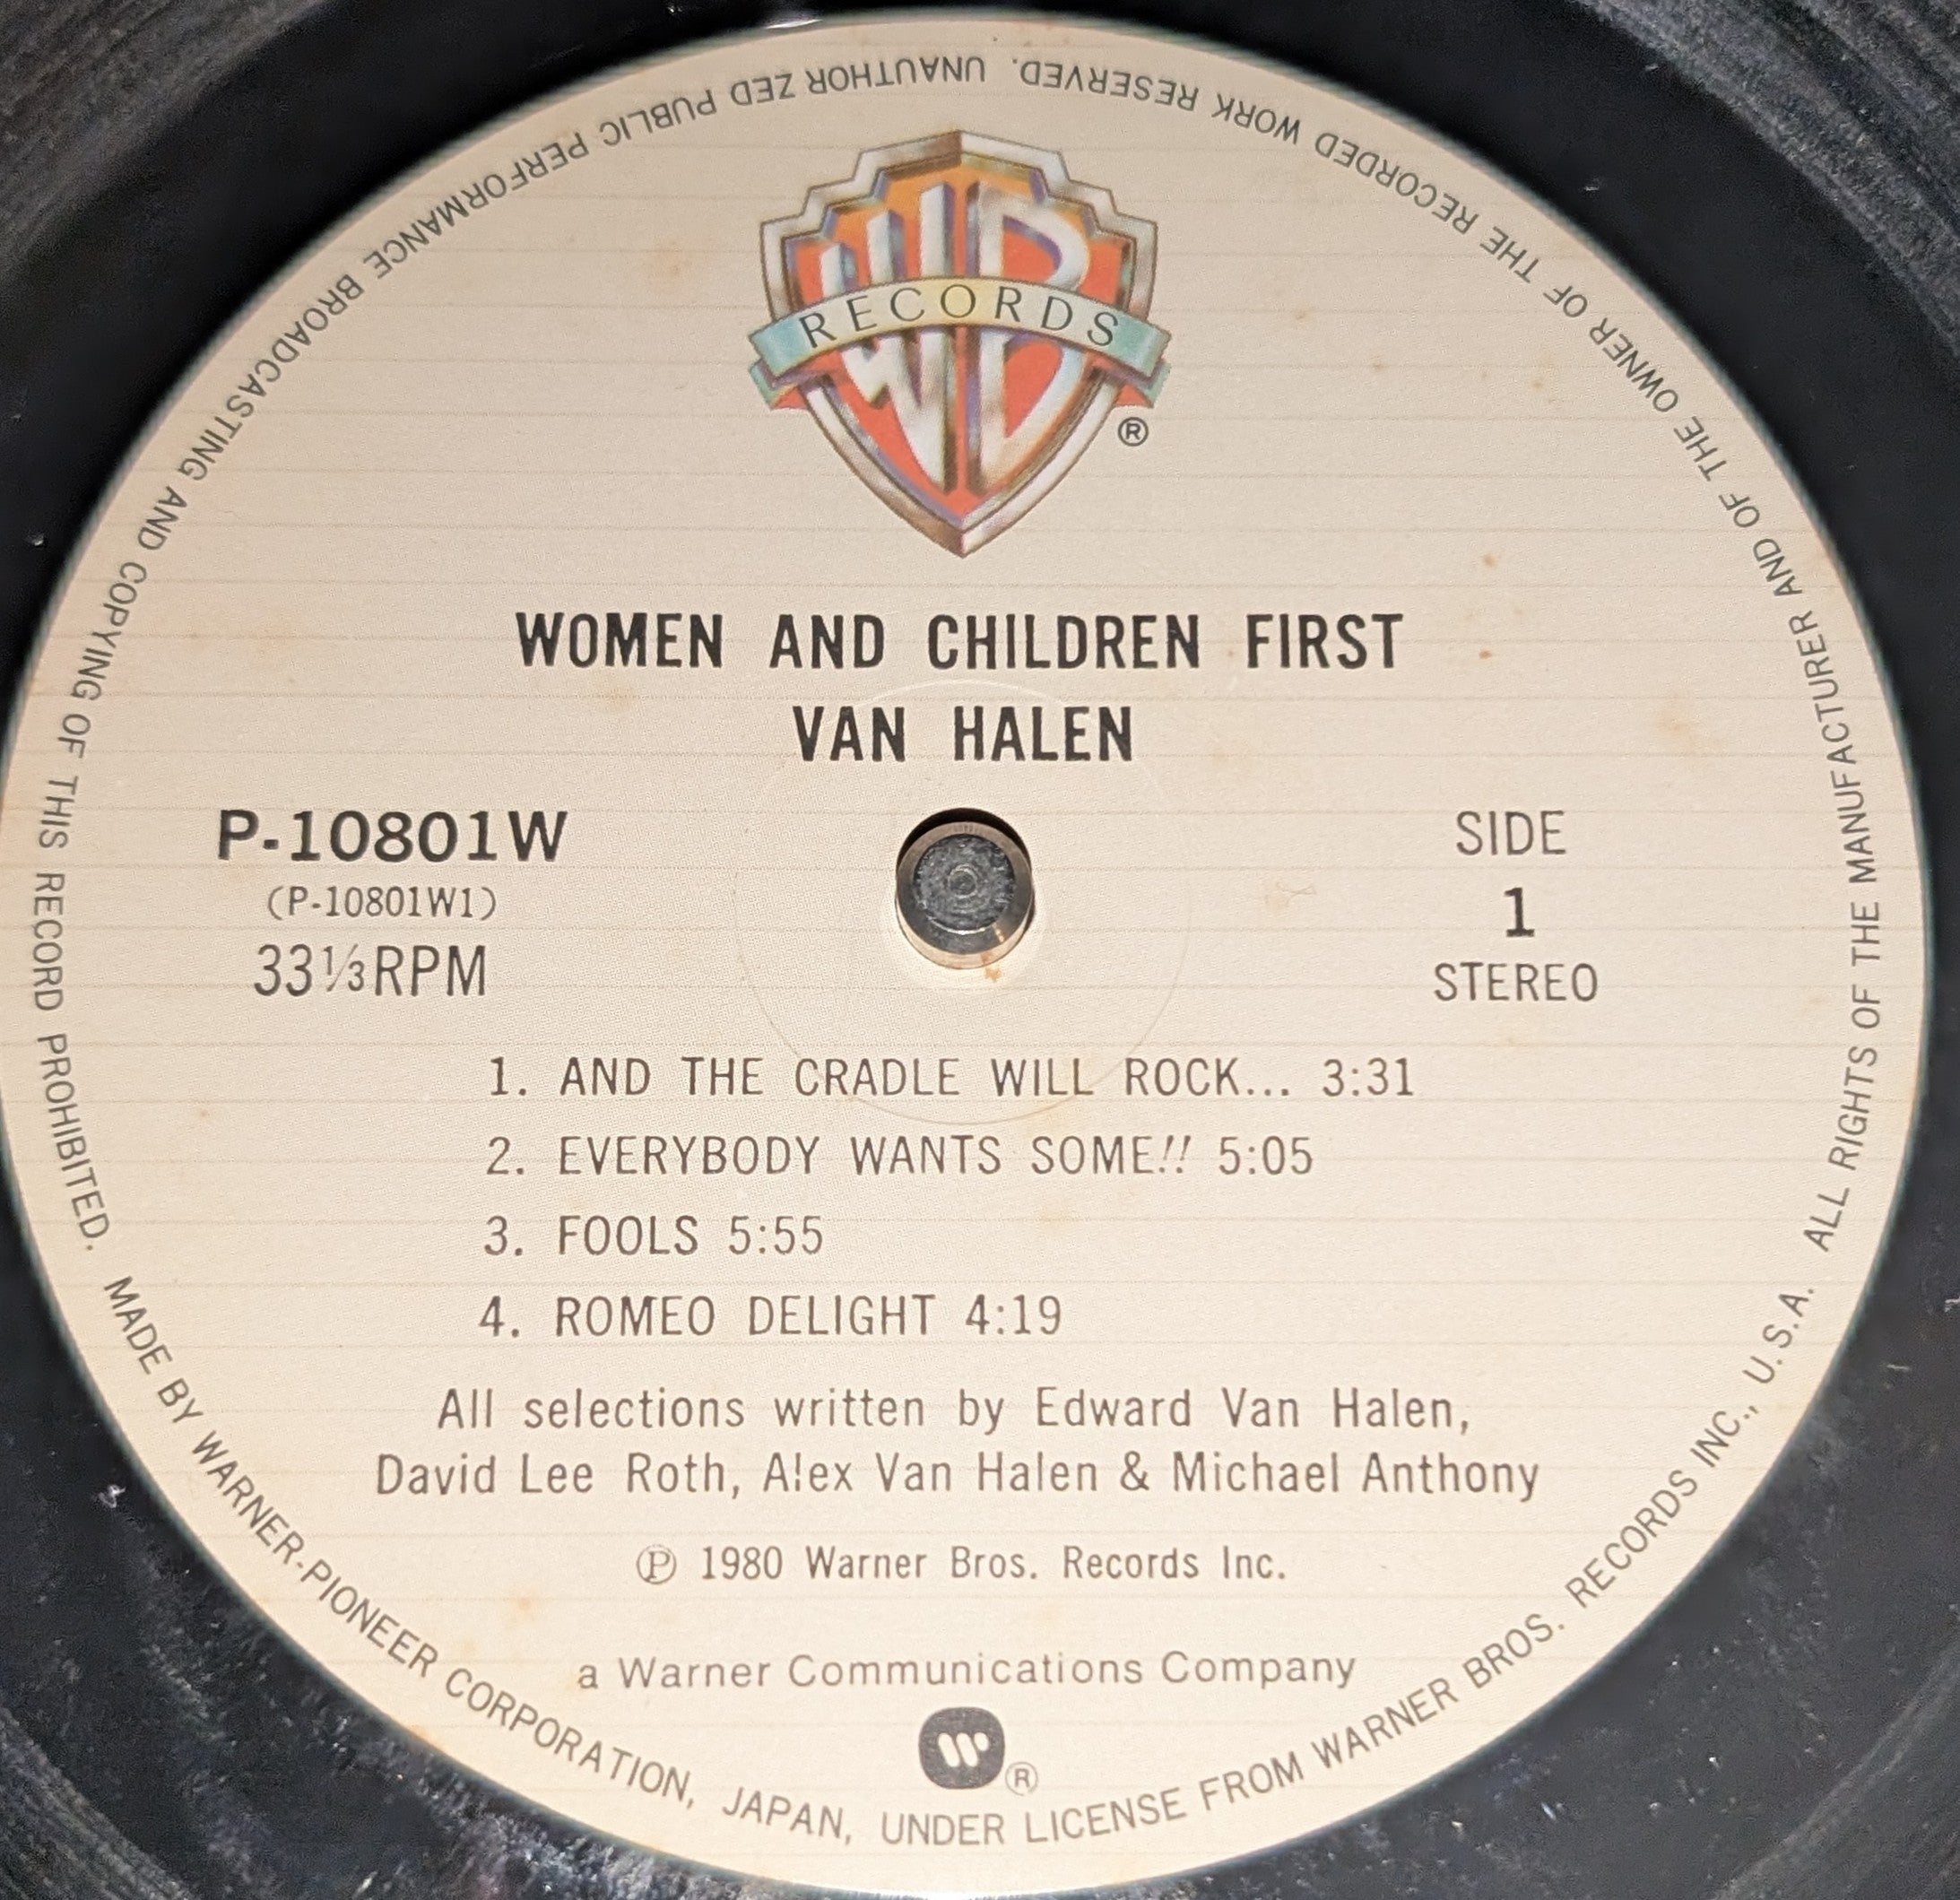 WB
RECORDS
®
WOMEN AND CHILDREN FIRST
VAN HALEN
P-10801W
(P-10801W1)
33⅓RPM
SIDE
1
STEREO
1. AND THE CRADLE WILL ROCK... 3:31
2. EVERYBODY WANTS SOME!! 5:05
3. FOOLS 5:55
4. ROMEO DELIGHT 4:19
All selections written by Edward Van Halen,
David Lee Roth, Alex Van Halen & Michael Anthony
℗ 1980 Warner Bros. Records Inc.
a Warner Communications Company
W®
MADE BY WARNER-PIONEER CORPORATION, JAPAN, UNDER LICENSE FROM WARNER BROS. RECORDS INC., U.S.A. ALL RIGHTS OF THE MANUFACTURER AND OF THE OWNER OF THE RECORDED WORK RESERVED. UNAUTHOR ZED PUBLIC PERFORMANCE BROADCASTING AND COPYING OF THIS RECORD PROHIBITED.